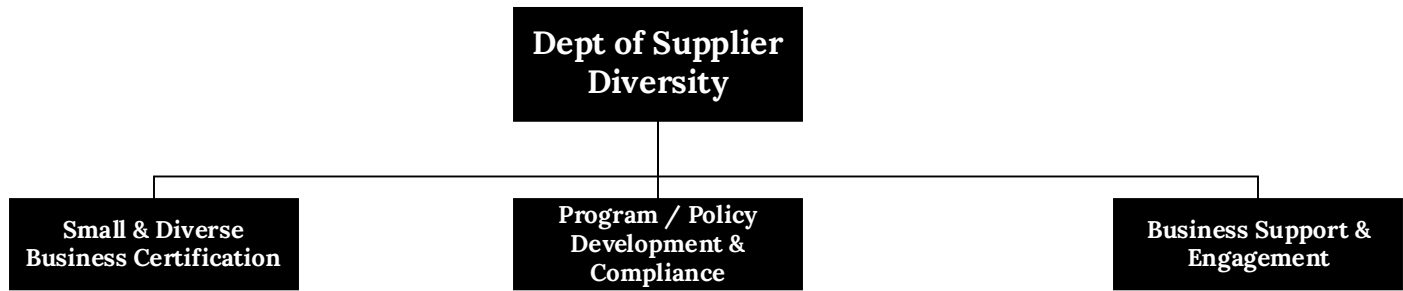 Dept of Supplier
Diversity
Small & Diverse
Business Certification
Program / Policy
Development &
Compliance
Business Support &
Engagement